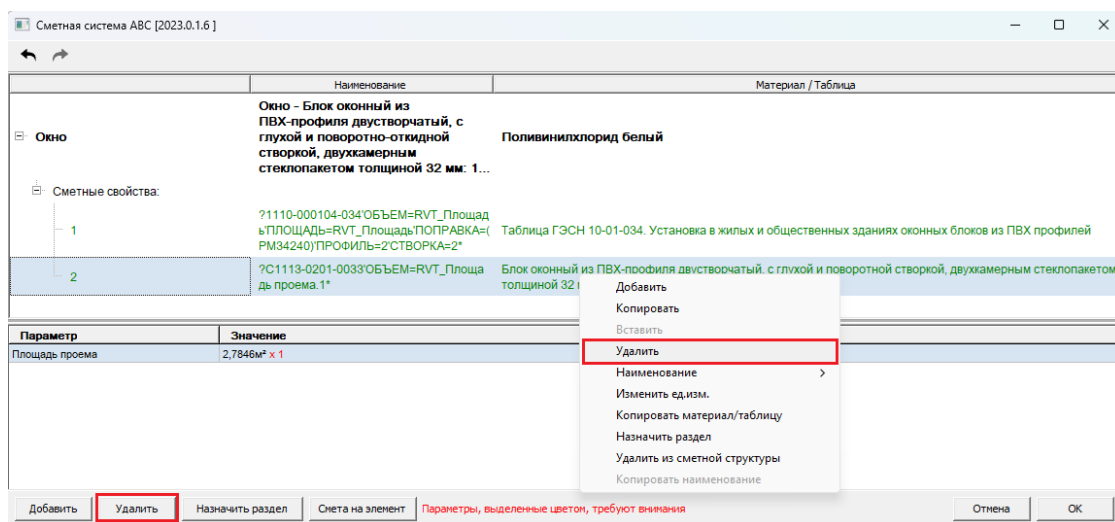 Сметная система ABC [2023.0.1.6 ]
Наименование
Материал / Таблица
Окно
Окно - Блок оконный из
ПВХ-профиля двустворчатый, с
глухой и поворотно-откидной
створкой, двухкамерным
стеклопакетом толщиной 32 мм: 1...
Поливинилхлорид белый
Сметные свойства:
1
?1110-000104-034'ОБЪЕМ=RVT_Площад
ь'ПЛОЩАДЬ=RVT_Площадь'ПОПРАВКА=(
РМ34240)'ПРОФИЛЬ=2'СТВОРКА=2*
Таблица ГЭСН 10-01-034. Установка в жилых и общественных зданиях оконных блоков из ПВХ профилей
2
?С1113-0201-0033'ОБЪЕМ=RVT_Площа
дь проема.1*
Блок оконный из ПВХ-профиля двустворчатый, с глухой и поворотной створкой, двухкамерным стеклопакетом
толщиной 32
Добавить
Копировать
Вставить
Удалить
Наименование
Изменить ед.изм.
Копировать материал/таблицу
Назначить раздел
Удалить из сметной структуры
Копировать наименование
Параметр
Значение
Площадь проема
2,7846м² x 1
Добавить
Удалить
Назначить раздел
Смета на элемент
Параметры, выделенные цветом, требуют внимания
Отмена
OK